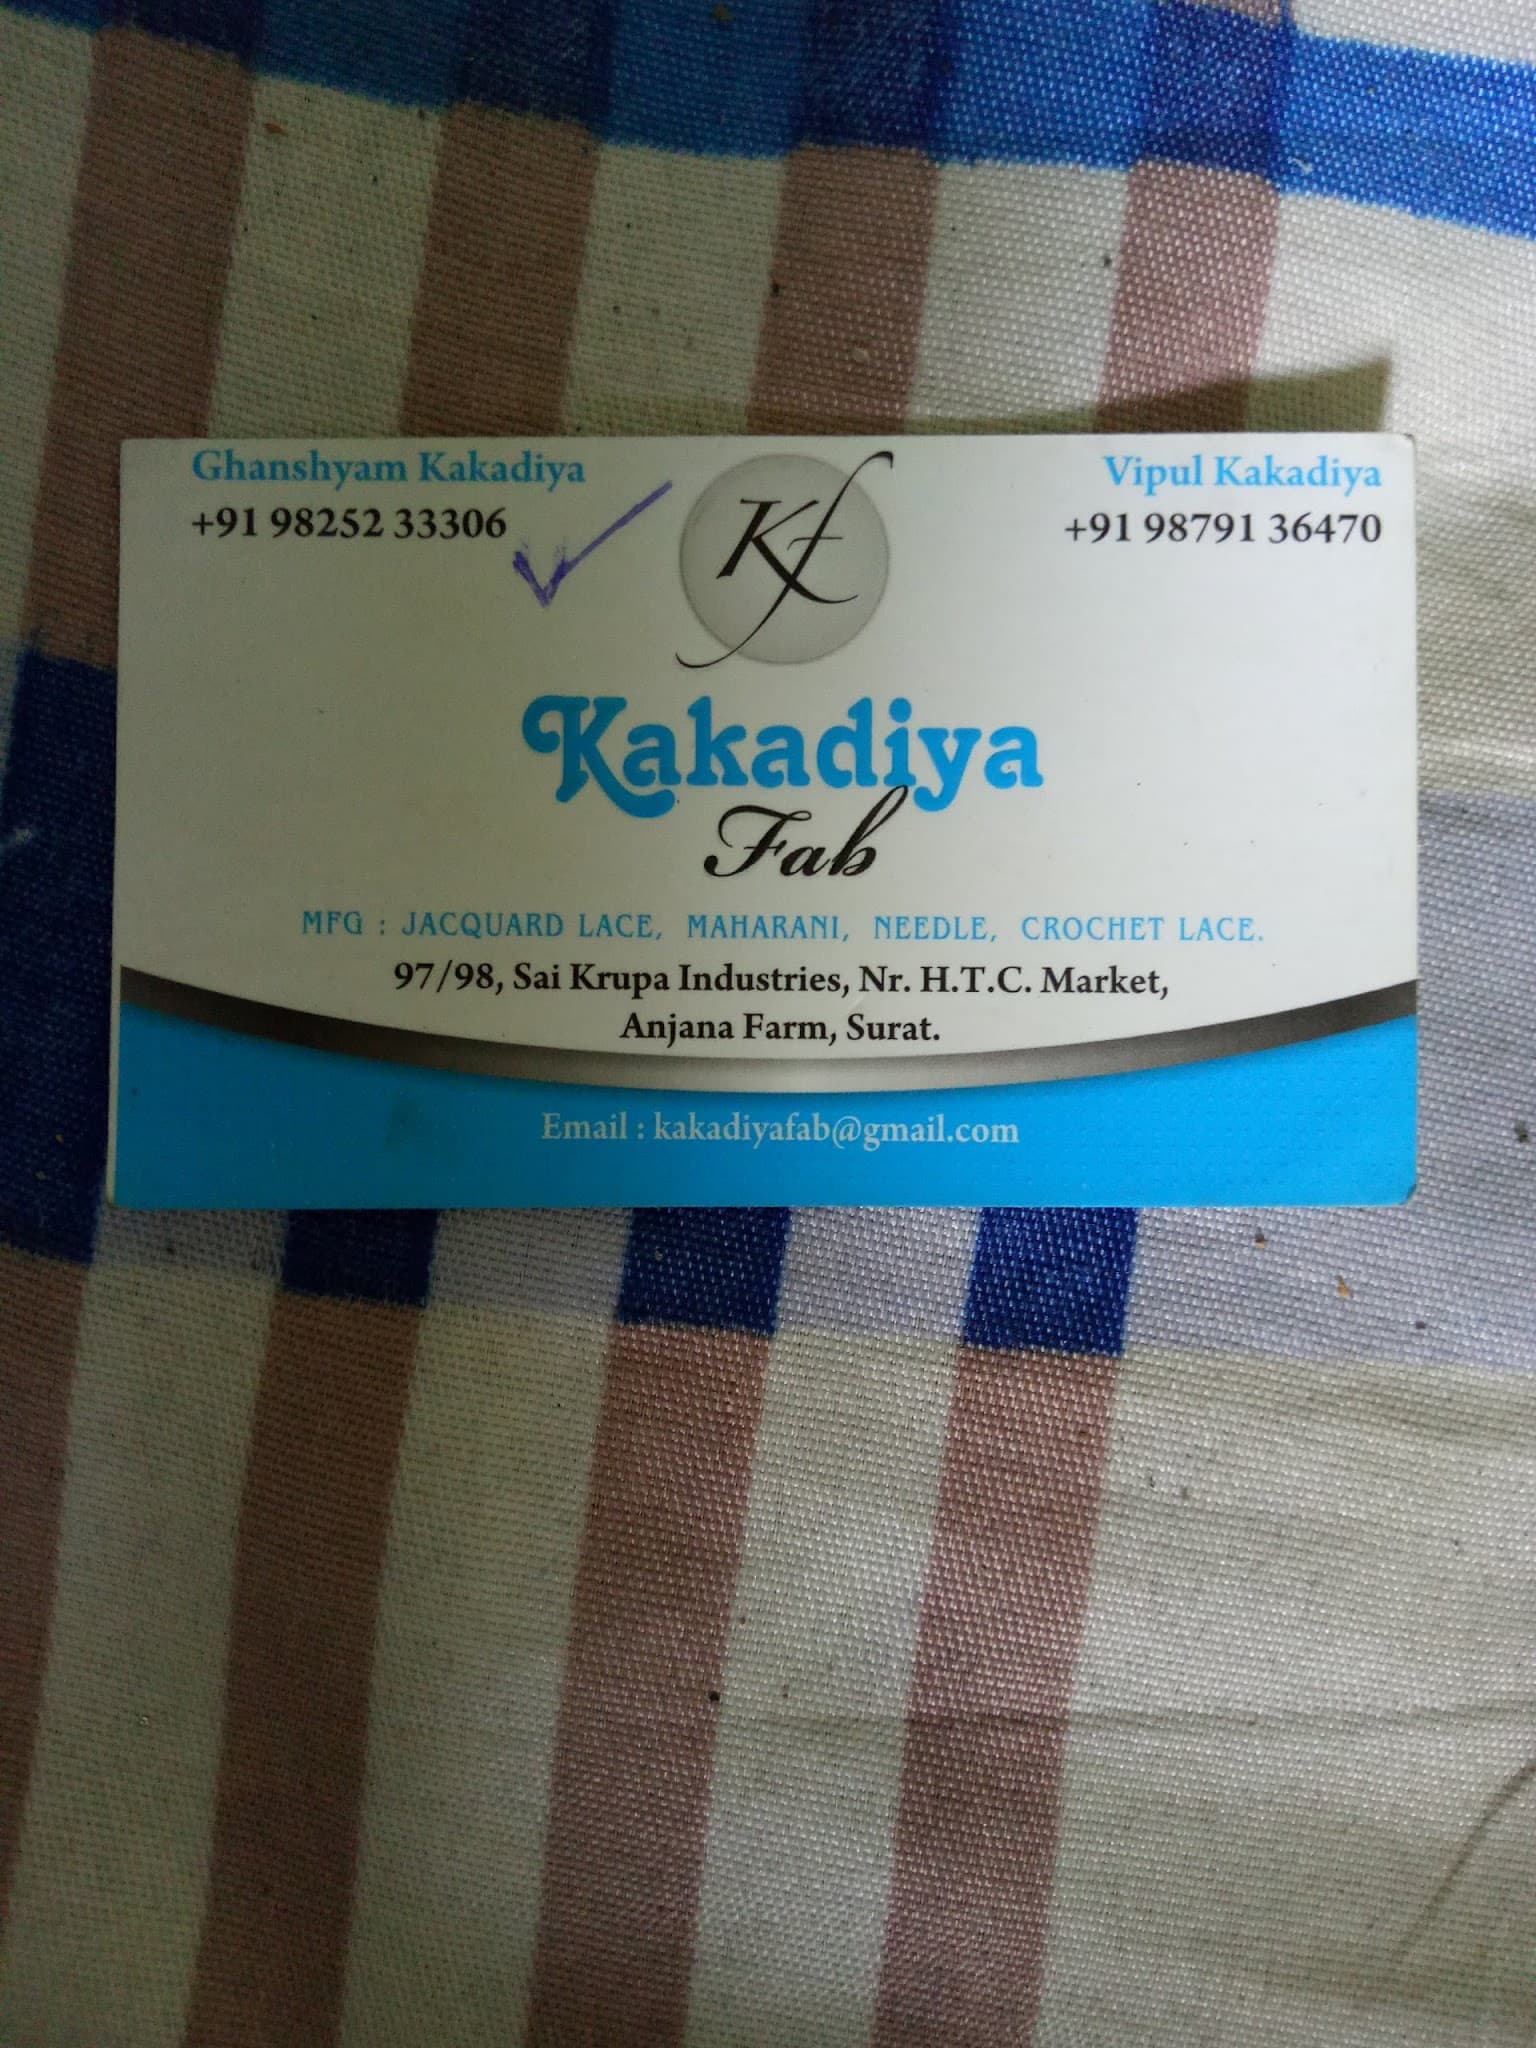 Ghanshyam Kakadiya
+91 98252 33306
Vipul Kakadiya
+91 98791 36470
Kf
Kakadiya
Fab
MFG : JACQUARD LACE, MAHARANI, NEEDLE, CROCHET LACE.
97/98, Sai Krupa Industries, Nr. H.T.C. Market,
Anjana Farm, Surat.
Email : kakadiyafab@gmail.com